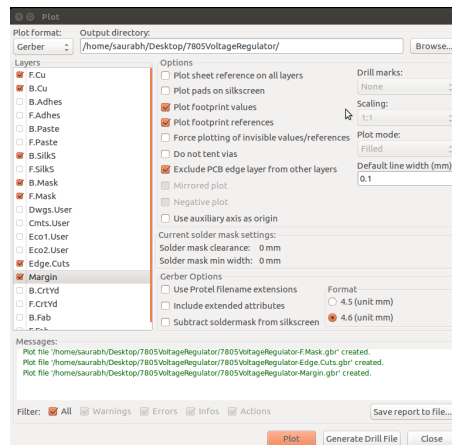 Plot
Plot format:
Output directory:
Gerber
/home/saurabh/Desktop/7805VoltageRegulator/
Browse...
Layers
F.Cu
B.Cu
B.Adhes
F.Adhes
B.Paste
F.Paste
B.SilkS
F.SilkS
B.Mask
F.Mask
Dwgs.User
Cmts.User
Eco1.User
Eco2.User
Edge.Cuts
Margin
B.CrtYd
F.CrtYd
B.Fab
Options
Plot sheet reference on all layers
Plot pads on silkscreen
Plot footprint values
Plot footprint references
Force plotting of invisible values/references
Do not tent vias
Exclude PCB edge layer from other layers
Mirrored plot
Negative plot
Use auxiliary axis as origin
Drill marks:
None
Scaling:
1:1
Plot mode:
Filled
Default line width (mm)
0.1
Current solder mask settings:
Solder mask clearance: 0 mm
Solder mask min width: 0 mm
Gerber Options
Use Protel filename extensions
Include extended attributes
Subtract soldermask from silkscreen
Format
4.5 (unit mm)
4.6 (unit mm)
Messages:
Plot file '/home/saurabh/Desktop/7805VoltageRegulator/7805VoltageRegulator-F.Mask.gbr' created.
Plot file '/home/saurabh/Desktop/7805VoltageRegulator/7805VoltageRegulator-Edge.Cuts.gbr' created.
Plot file '/home/saurabh/Desktop/7805VoltageRegulator/7805VoltageRegulator-Margin.gbr' created.
Filter: All Warnings Errors Infos Actions
Save report to file...
Plot
Generate Drill File
Close